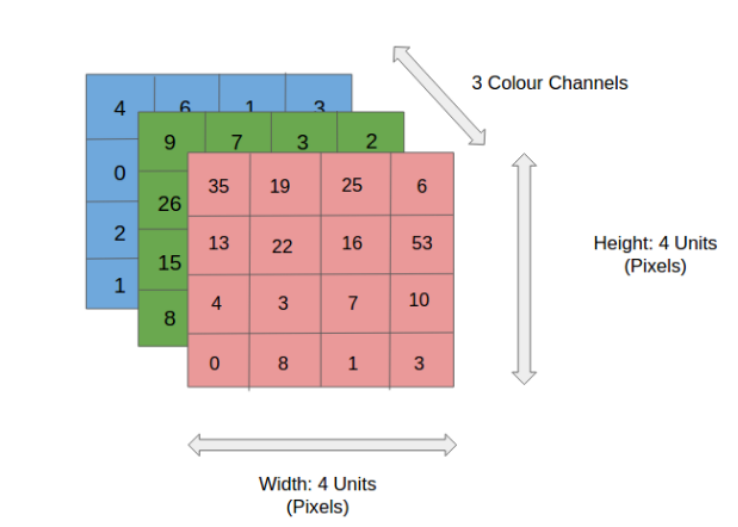 3 Colour Channels
4 6 1 3
9 7 3 2
0
35 19 25 6
26
2
13 22 16 53
Height: 4 Units
(Pixels)
15
1
4 3 7 10
8
0 8 1 3
Width: 4 Units
(Pixels)